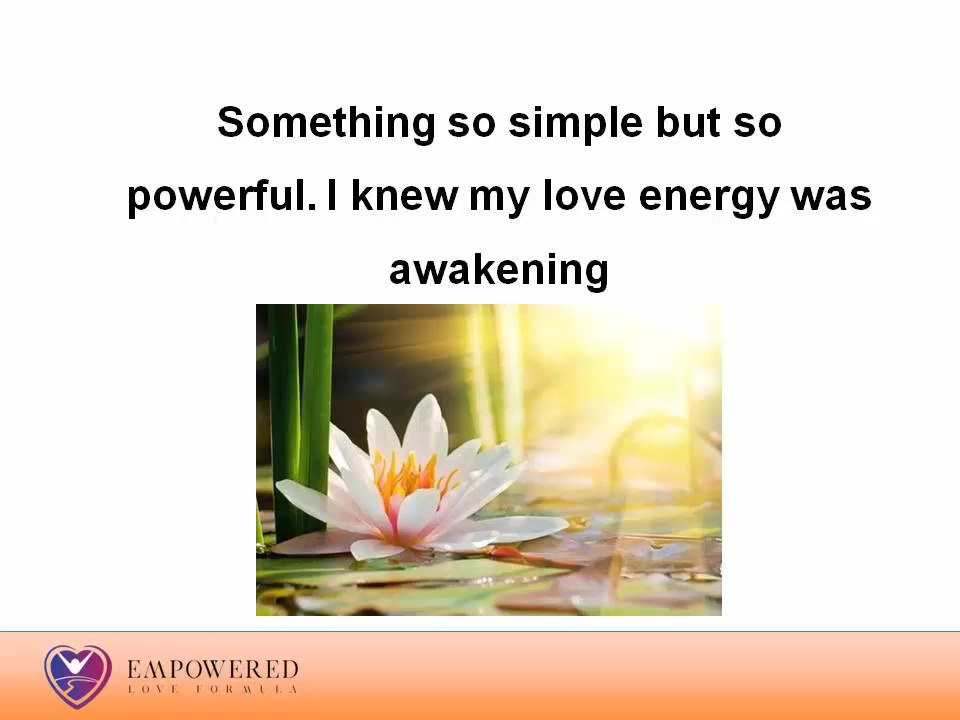 Something so simple but so
powerful. I knew my love energy was
awakening
EMPOWERED
LOVE FORMULA